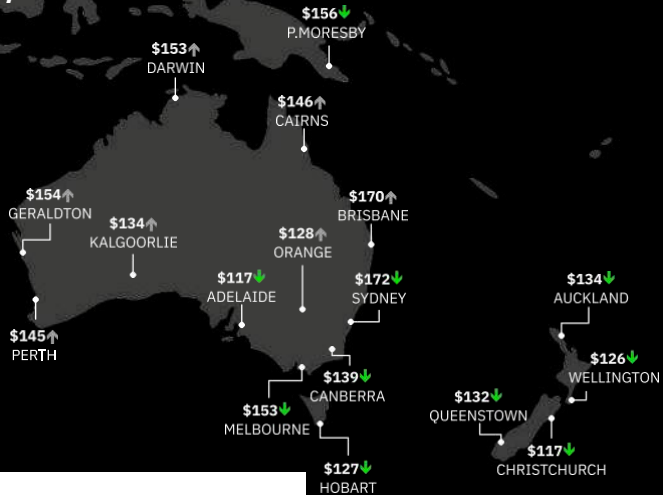 $156↓
P.MORESBY
$153↑
DARWIN
$146↑
CAIRNS
$154↑
GERALDTON
$134↑
KALGOORLIE
$170↑
BRISBANE
$128↑
ORANGE
$117↓
ADELAIDE
$172↓
SYDNEY
$134↓
AUCKLAND
$145↑
PERTH
$139↓
CANBERRA
$126↓
WELLINGTON
$153↓
MELBOURNE
$132↓
QUEENSTOWN
$117↓
CHRISTCHURCH
$127↓
HOBART